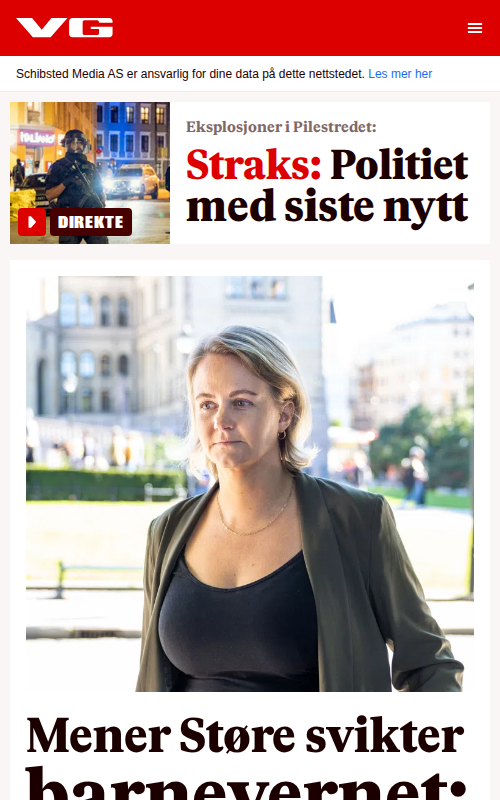 VG
Schibsted Media AS er ansvarlig for dine data på dette nettstedet. Les mer her
Eksplosjoner i Pilestredet:
Straks: Politiet
med siste nytt
DIREKTE
Mener Støre svikter
barnevernet: